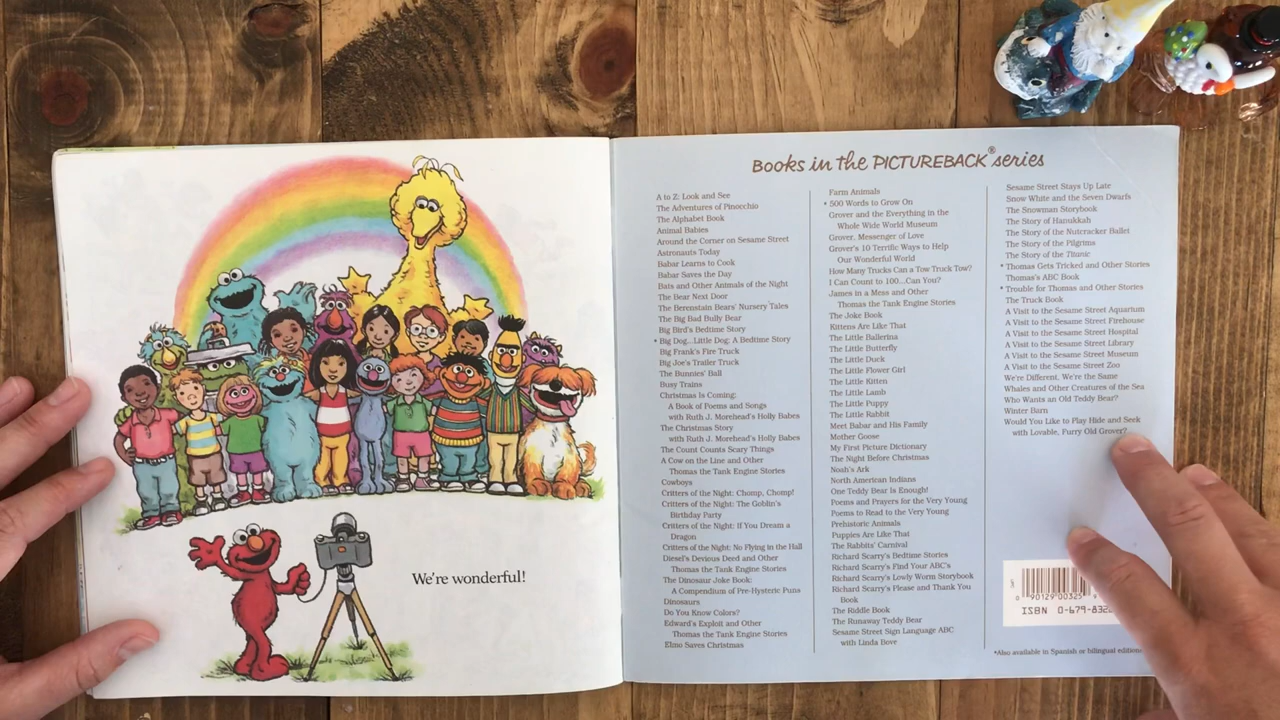 We're wonderful!
Books in the PICTUREBACK® series
A to Z: Look and See
The Adventures of Pinocchio
The Alphabet Book
Animal Babies
Around the Corner on Sesame Street
Astronauts Today
Babar Learns to Cook
Babar Saves the Day
Bats and Other Animals of the Night
The Bear Next Door
The Berenstain Bears' Nursery Tales
The Big Bad Bully Bear
Big Bird's Bedtime Story
* Big Dog...Little Dog: A Bedtime Story
Big Frank's Fire Truck
Big Joe's Trailer Truck
The Bunnies' Ball
Busy Trains
Christmas Is Coming:
A Book of Poems and Songs
with Ruth J. Morehead's Holly Babes
The Christmas Story
with Ruth J. Morehead's Holly Babes
The Count Counts Scary Things
A Cow on the Line and Other
Thomas the Tank Engine Stories
Cowboys
Critters of the Night: Chomp, Chomp!
Critters of the Night: The Goblin's
Birthday Party
Critters of the Night: If You Dream a
Dragon
Critters of the Night: No Flying in the Hall
Diesel's Devious Deed and Other
Thomas the Tank Engine Stories
The Dinosaur Joke Book:
A Compendium of Pre-Hysteric Puns
Dinosaurs
Do You Know Colors?
Edward's Exploit and Other
Thomas the Tank Engine Stories
Elmo Saves Christmas
Farm Animals
* 500 Words to Grow On
Grover and the Everything in the
Whole Wide World Museum
Grover, Messenger of Love
Grover's 10 Terrific Ways to Help
Our Wonderful World
How Many Trucks Can a Tow Truck Tow?
I Can Count to 100...Can You?
James in a Mess and Other
Thomas the Tank Engine Stories
The Joke Book
Kittens Are Like That
The Little Ballerina
The Little Butterfly
The Little Duck
The Little Flower Girl
The Little Kitten
The Little Lamb
The Little Puppy
The Little Rabbit
Meet Babar and His Family
Mother Goose
My First Picture Dictionary
The Night Before Christmas
Noah's Ark
North American Indians
One Teddy Bear Is Enough!
Poems and Prayers for the Very Young
Poems to Read to the Very Young
Prehistoric Animals
Puppies Are Like That
The Rabbits' Carnival
Richard Scarry's Bedtime Stories
Richard Scarry's Find Your ABC's
Richard Scarry's Lowly Worm Storybook
Richard Scarry's Please and Thank You
Book
The Riddle Book
The Runaway Teddy Bear
Sesame Street Sign Language ABC
with Linda Bove
Sesame Street Stays Up Late
Snow White and the Seven Dwarfs
The Snowman Storybook
The Story of Hanukkah
The Story of the Nutcracker Ballet
The Story of the Pilgrims
The Story of the Titanic
* Thomas Gets Tricked and Other Stories
Thomas's ABC Book
* Trouble for Thomas and Other Stories
The Truck Book
A Visit to the Sesame Street Aquarium
A Visit to the Sesame Street Firehouse
A Visit to the Sesame Street Hospital
A Visit to the Sesame Street Library
A Visit to the Sesame Street Museum
A Visit to the Sesame Street Zoo
We're Different, We're the Same
Whales and Other Creatures of the Sea
Who Wants an Old Teddy Bear?
Winter Barn
Would You Like to Play Hide and Seek
with Lovable, Furry Old Grover?
0 90129 00325
ISBN 0-679-832
*Also available in Spanish or bilingual editions